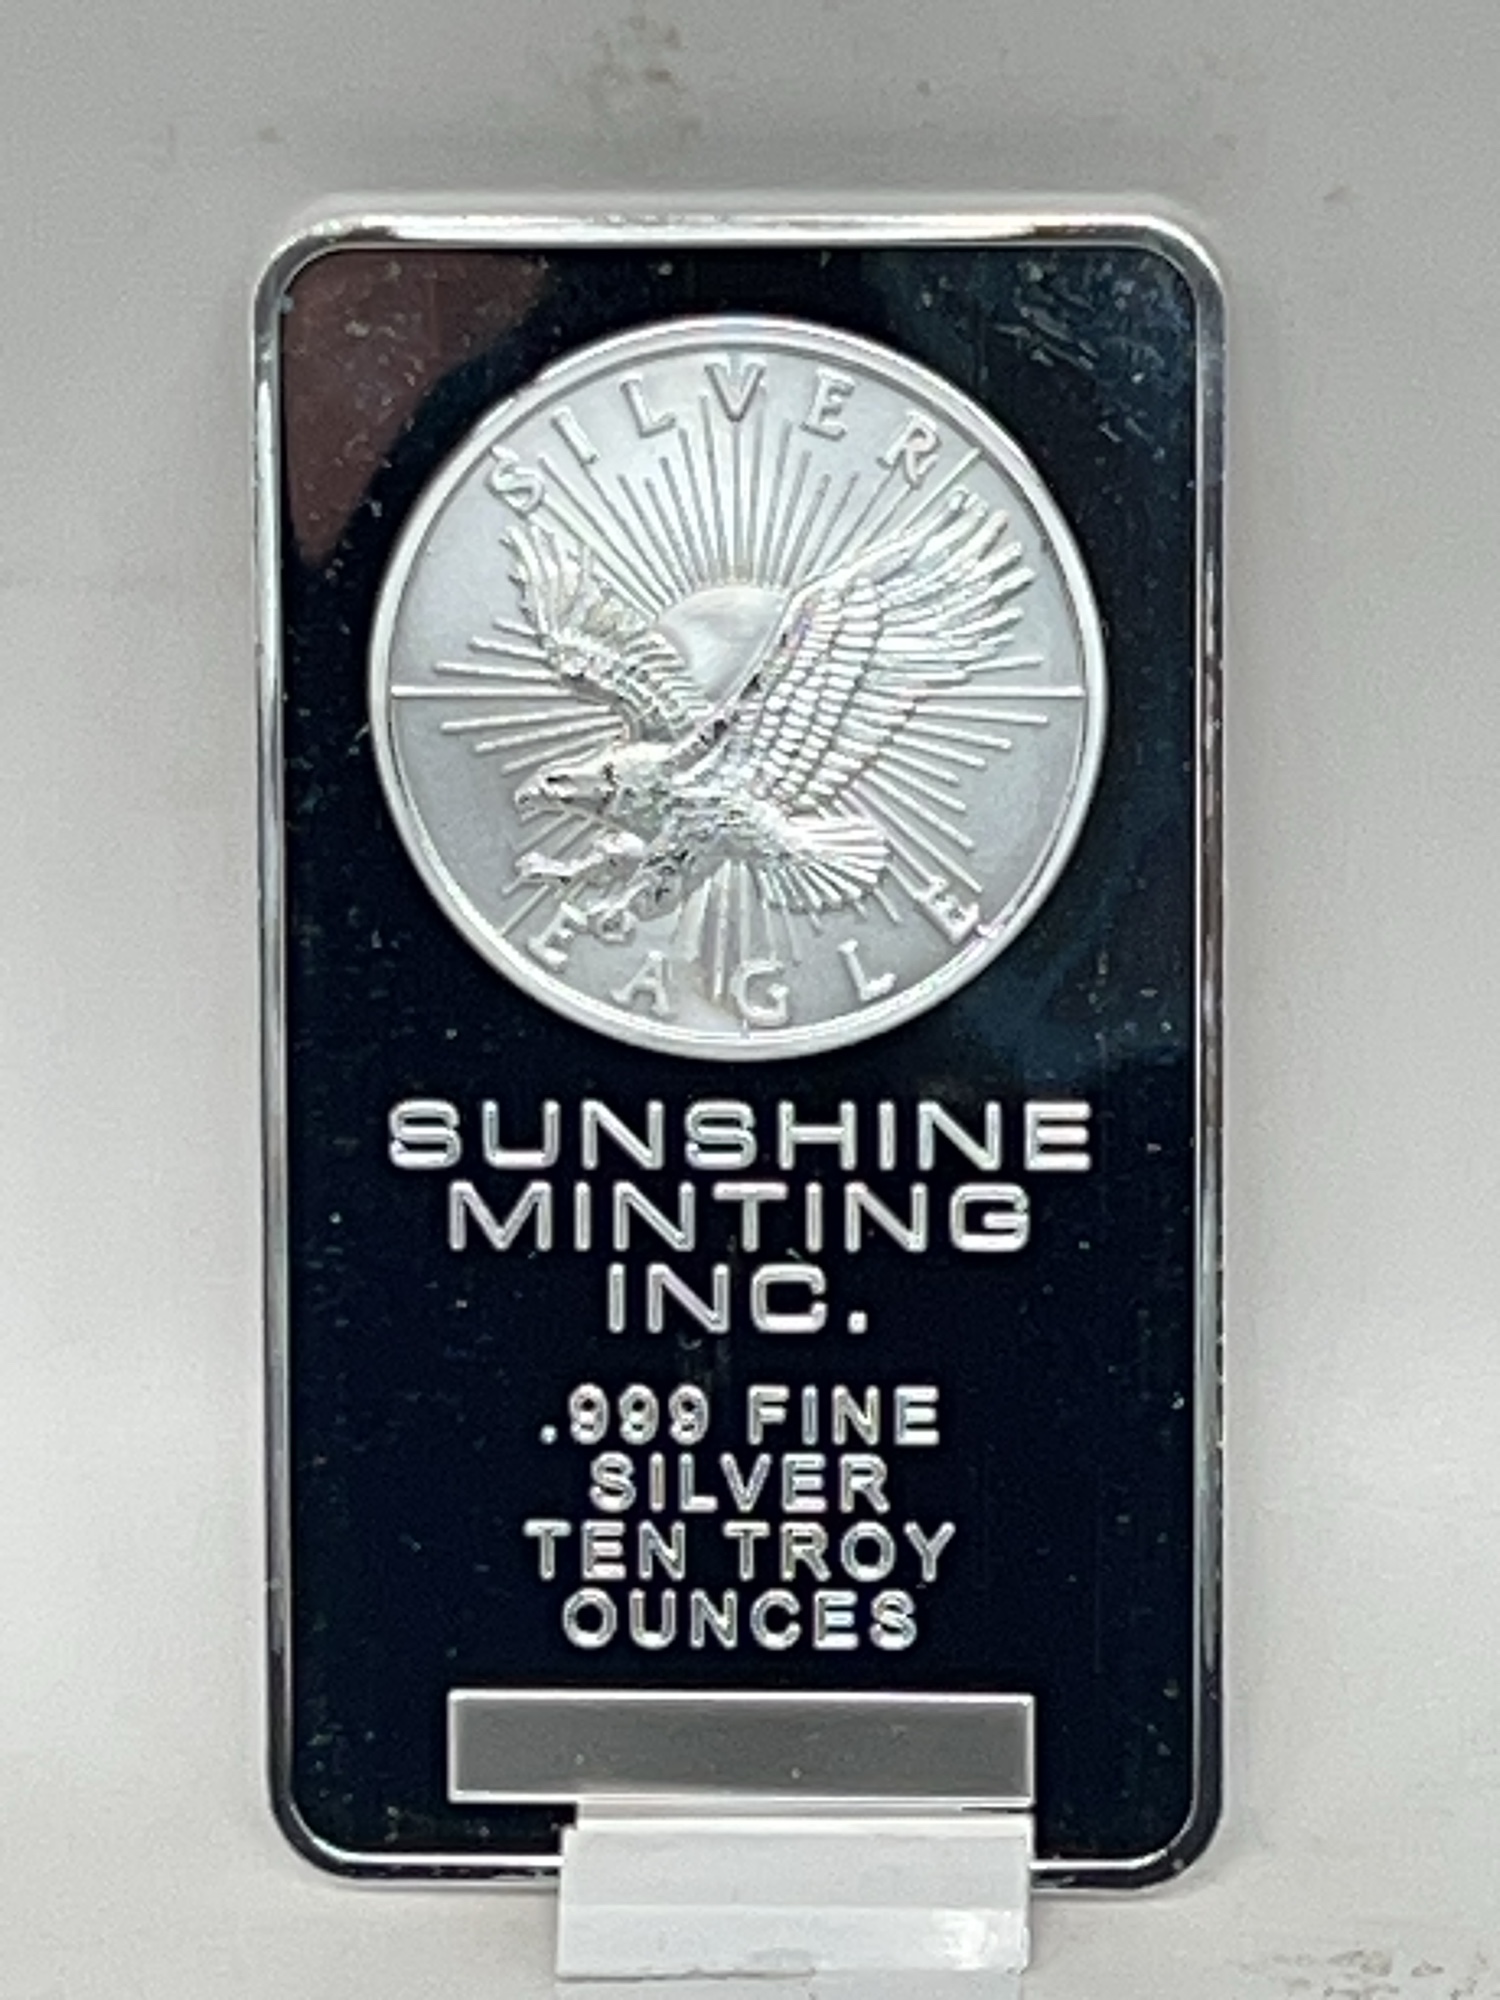 SILVER
EAGLE
SUNSHINE
MINTING
INC.
.999 FINE
SILVER
TEN TROY
OUNCES